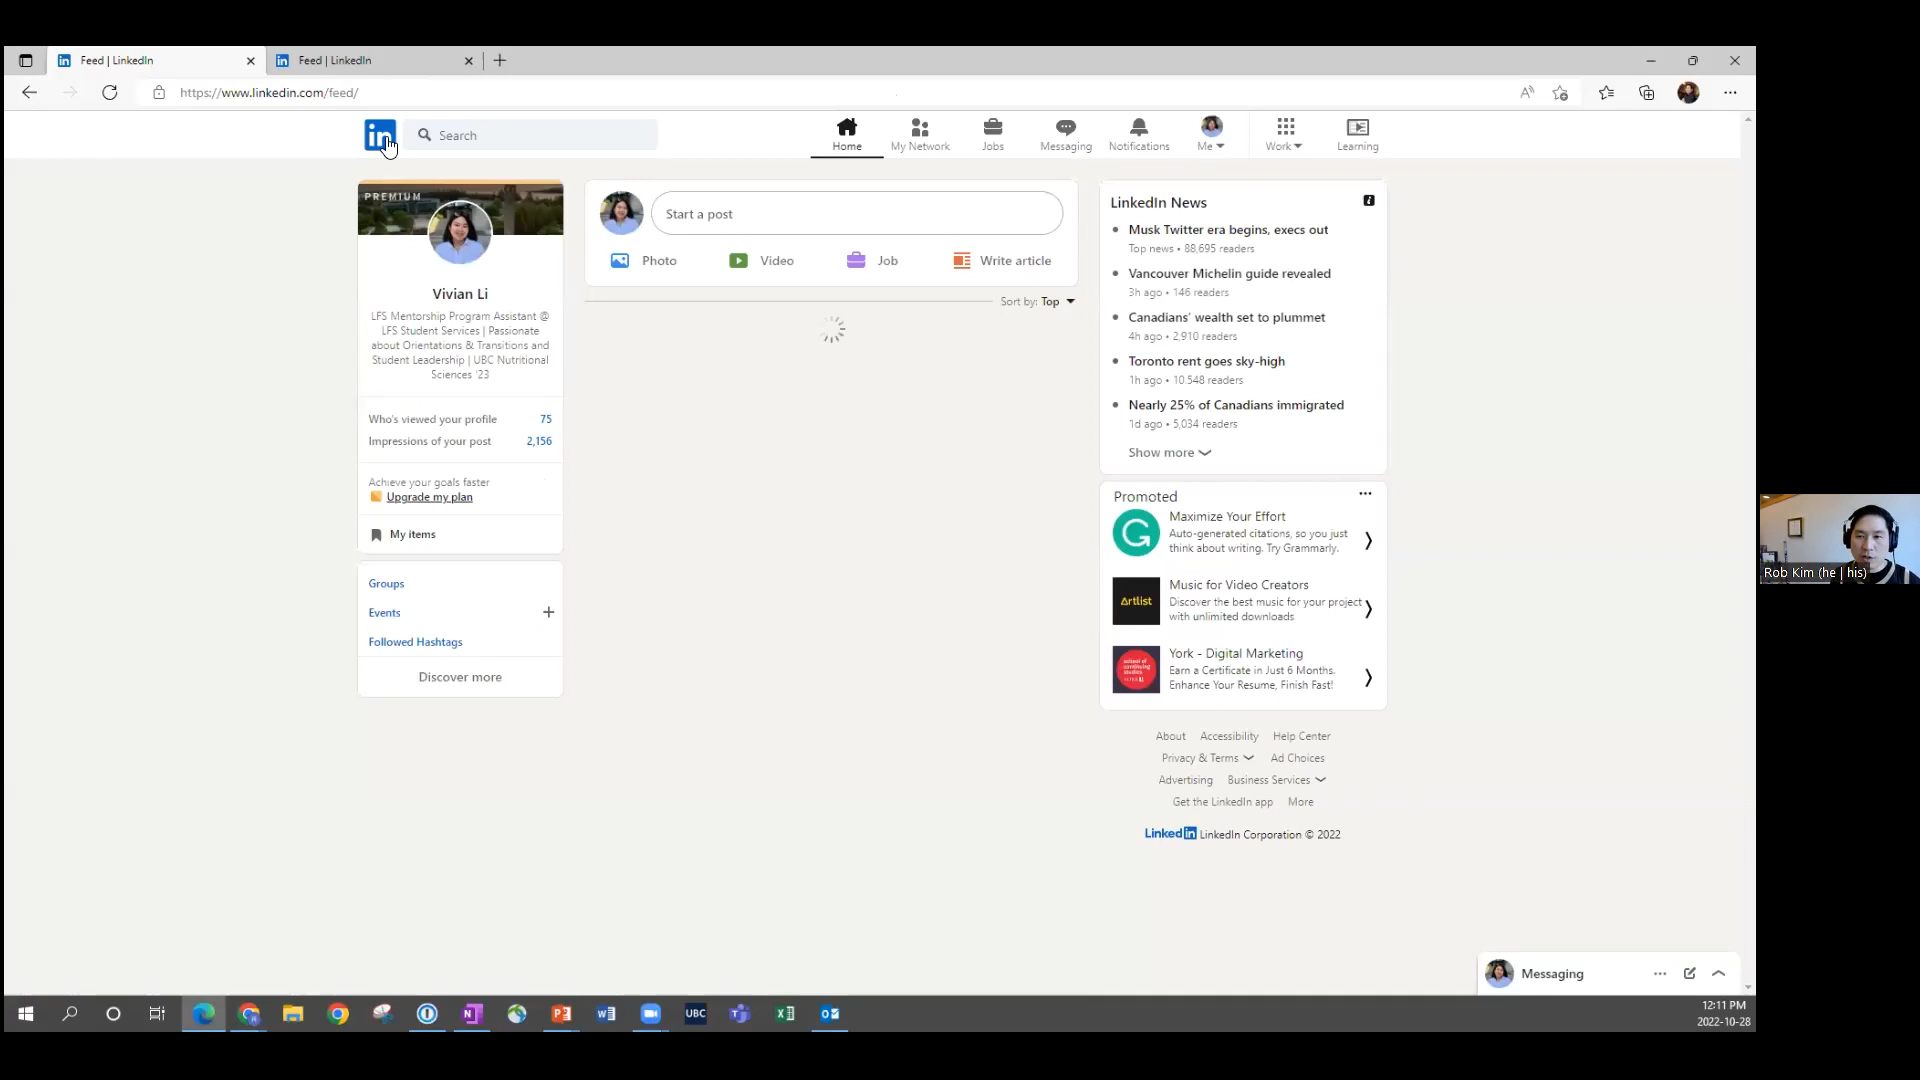 Feed | LinkedIn
Feed | LinkedIn
https://www.linkedin.com/feed/
in
Search
Home
My Network
Jobs
Messaging
Notifications
Me
Work
Learning
PREMIUM
Vivian Li
LFS Mentorship Program Assistant @
LFS Student Services | Passionate
about Orientations & Transitions and
Student Leadership | UBC Nutritional
Sciences '23
Who's viewed your profile 75
Impressions of your post 2,156
Achieve your goals faster
Upgrade my plan
My items
Groups
Events
Followed Hashtags
Discover more
Start a post
Photo
Video
Job
Write article
Sort by: Top
LinkedIn News
Musk Twitter era begins, execs out
Top news • 88,695 readers
Vancouver Michelin guide revealed
3h ago • 146 readers
Canadians' wealth set to plummet
4h ago • 2,910 readers
Toronto rent goes sky-high
1h ago • 10,548 readers
Nearly 25% of Canadians immigrated
1d ago • 5,034 readers
Show more
Promoted
Maximize Your Effort
Auto-generated citations, so you just
think about writing. Try Grammarly.
Artlist
Music for Video Creators
Discover the best music for your project
with unlimited downloads
York - Digital Marketing
Earn a Certificate in Just 6 Months.
Enhance Your Resume, Finish Fast!
About Accessibility Help Center
Privacy & Terms Ad Choices
Advertising Business Services
Get the LinkedIn app More
LinkedIn LinkedIn Corporation © 2022
Messaging
Rob Kim (he | his)
UBC
12:11 PM
2022-10-28